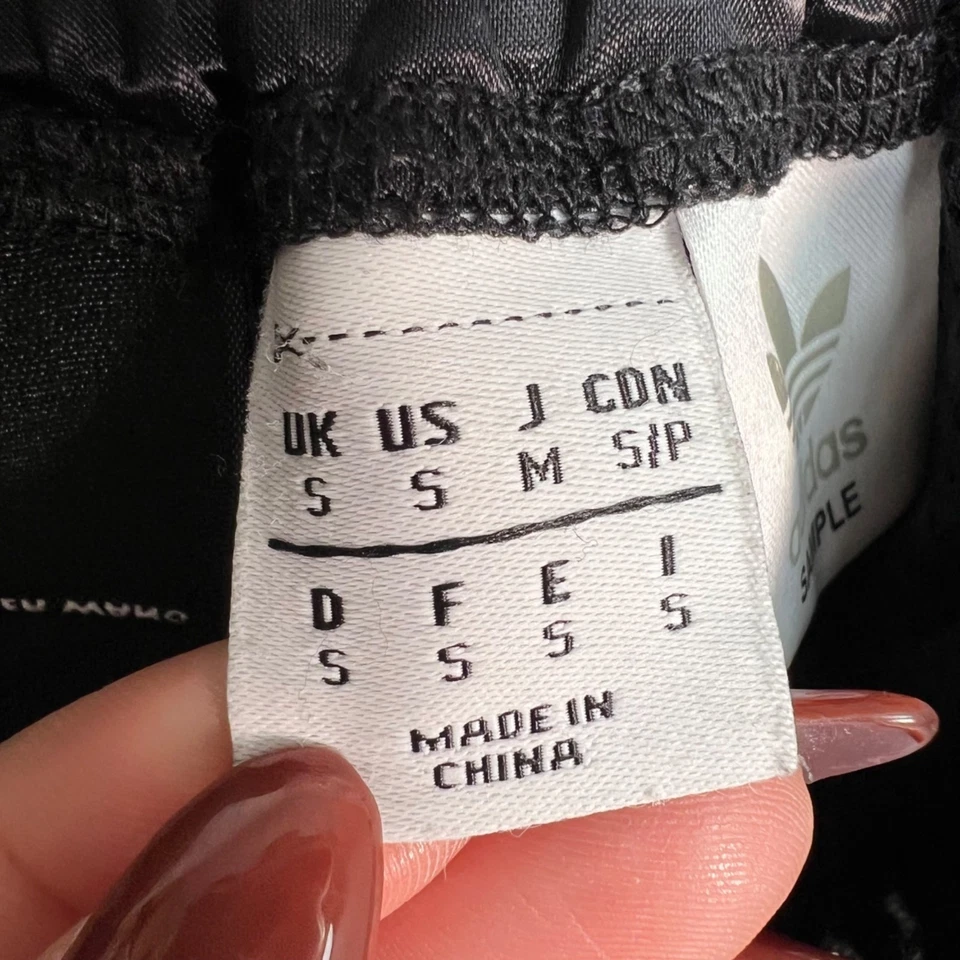 UK US J CDN
S S M S/P
D F E I
S S S S
MADE IN
CHINA
adidas
SAMPLE